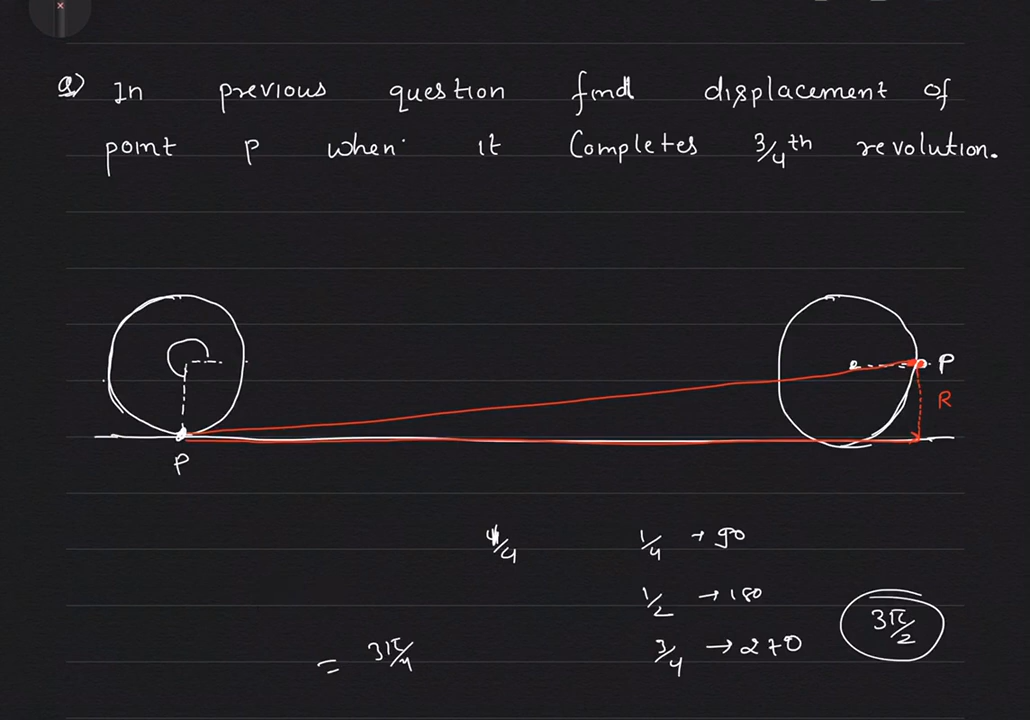 Q) In previous question find displacement of
point P when it Completes 3/4th revolution.
P
R
P
4/4
1/4 → 90
1/2 → 180
3π/2
= 3π/4
3/4 → 270